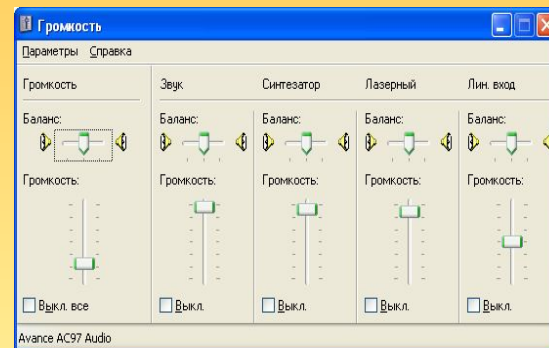 Громкость
Параметры Справка
Громкость Звук Синтезатор Лазерный Лин. вход
Баланс: Баланс: Баланс: Баланс: Баланс:
Громкость: Громкость: Громкость: Громкость: Громкость:
Выкл. все Выкл. Выкл. Выкл. Выкл.
Avance AC97 Audio